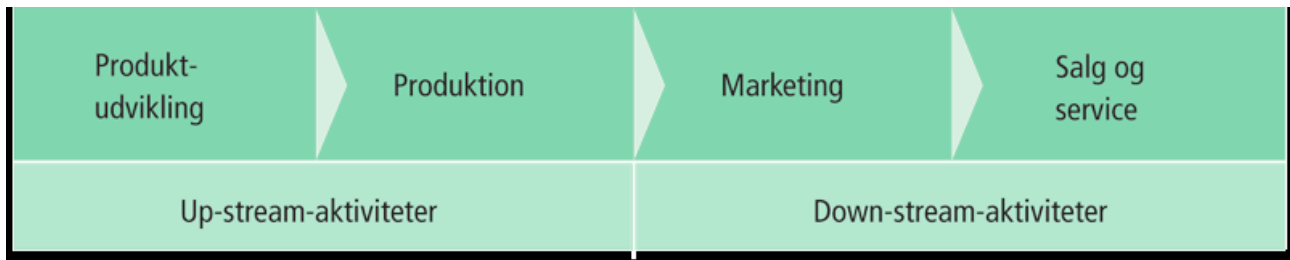 Produkt-
udvikling
Produktion
Marketing
Salg og
service
Up-stream-aktiviteter
Down-stream-aktiviteter